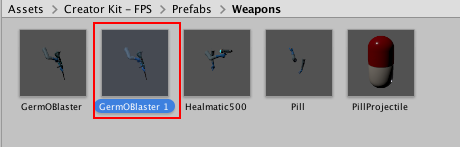 Assets > Creator Kit - FPS > Prefabs > Weapons
GermOBlaster GermOBlaster 1 Healmatic500 Pill PillProjectile